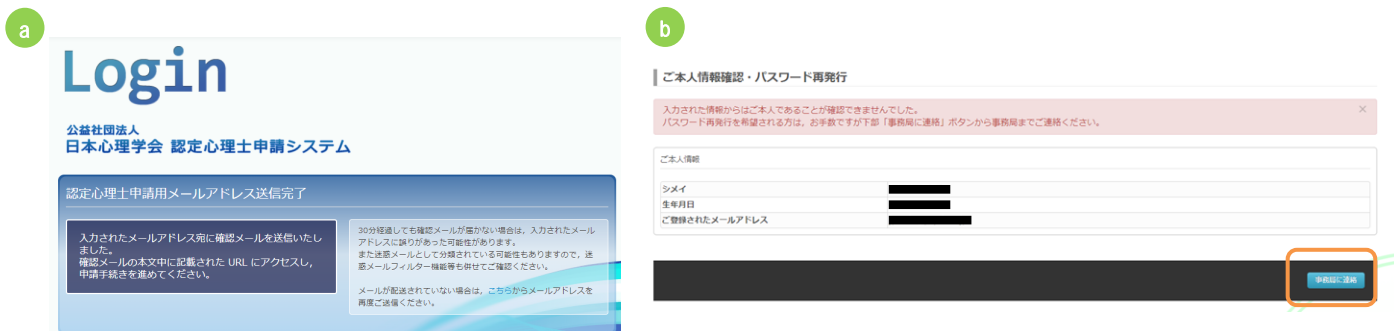 a
Login
公益社団法人
日本心理学会 認定心理士申請システム
認定心理士申請用メールアドレス送信完了
入力されたメールアドレス宛に確認メールを送信いたし
ました。
確認メールの本文中に記載された URL にアクセスし,
申請手続きを進めてください。
30分経過しても確認メールが届かない場合は，入力されたメール
アドレスに誤りがあった可能性があります。
また迷惑メールとして分類されている可能性もありますので，迷
惑メールフィルター機能等も併せてご確認ください。
メールが配送されていない場合は，こちらからメールアドレスを
再度ご送信ください。
b
ご本人情報確認・パスワード再発行
入力された情報からはご本人であることが確認できませんでした。
パスワード再発行を希望される方は、お手数ですが下部「事務局に連絡」ボタンから事務局までご連絡ください。
×
ご本人情報
シメイ
生年月日
ご登録されたメールアドレス
事務局に連絡